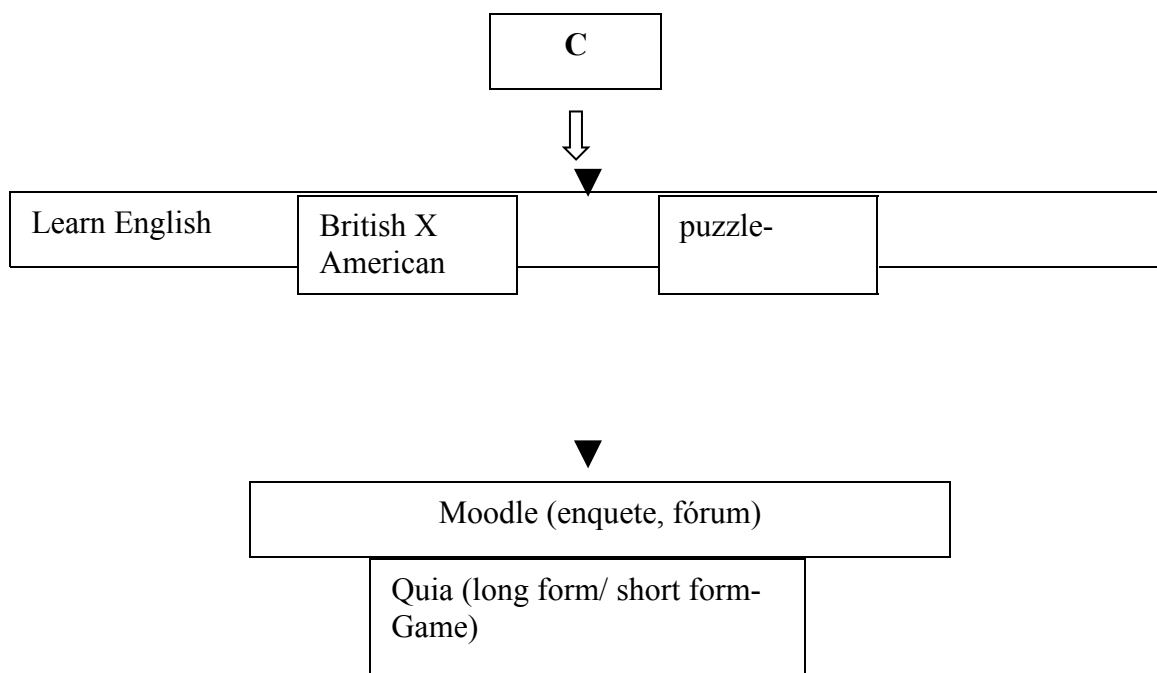 C
Learn English
British X
American
puzzle-
Moodle (enquete, fórum)
Quia (long form/ short form-
Game)